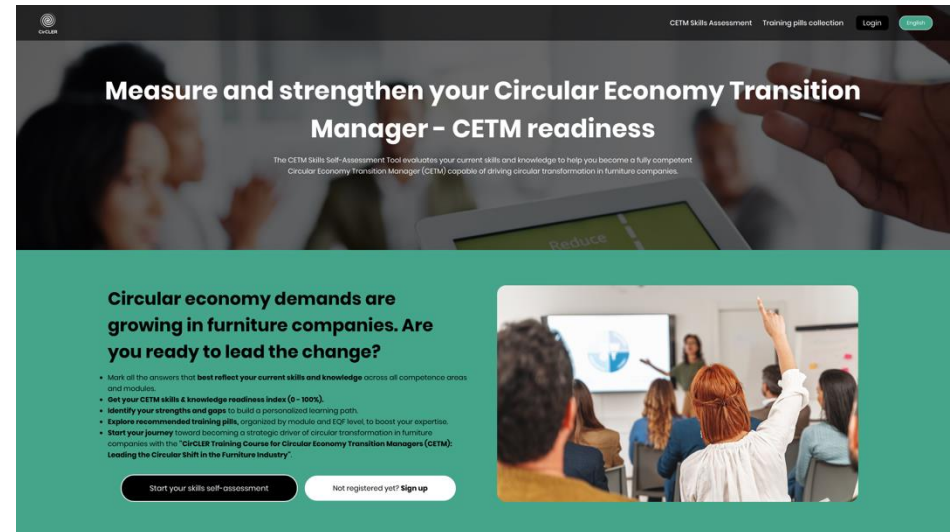 CirCLER
CETM Skills Assessment
Training pills collection
Login
English
Measure and strengthen your Circular Economy Transition
Manager - CETM readiness
The CETM Skills Self-Assessment Tool evaluates your current skills and knowledge to help you become a fully competent
Circular Economy Transition Manager (CETM) capable of driving circular transformation in furniture companies.
Reduce
Circular economy demands are
growing in furniture companies. Are
you ready to lead the change?
• Mark all the answers that best reflect your current skills and knowledge across all competence areas
and modules.
• Get your CETM skills & knowledge readiness index (0 - 100%).
• Identify your strengths and gaps to build a personalized learning path.
• Explore recommended training pills, organized by module and EQF level, to boost your expertise.
• Start your journey toward becoming a strategic driver of circular transformation in furniture
companies with the "CirCLER Training Course for Circular Economy Transition Managers (CETM):
Leading the Circular Shift in the Furniture Industry".
Start your skills self-assessment
Not registered yet? Sign up